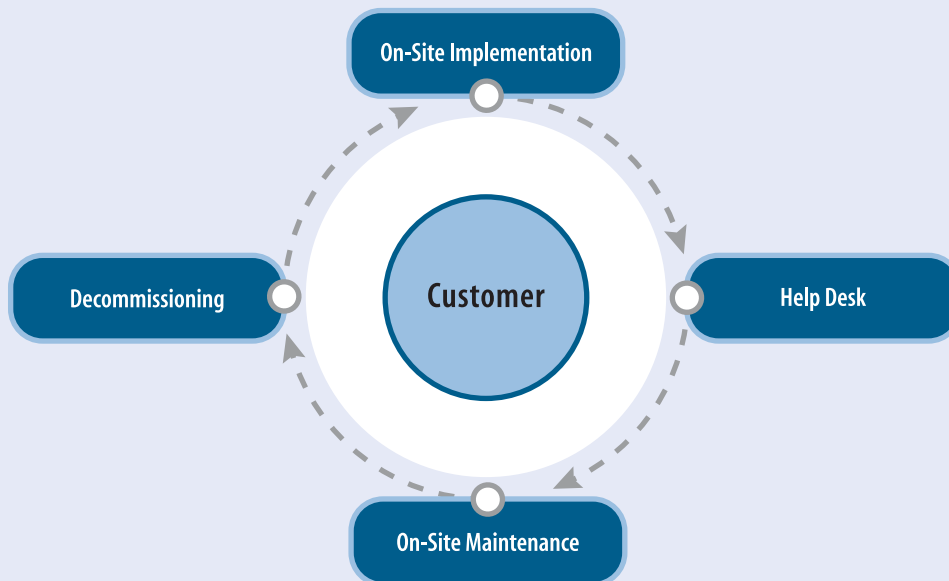 On-Site Implementation
Decommissioning
Customer
Help Desk
On-Site Maintenance